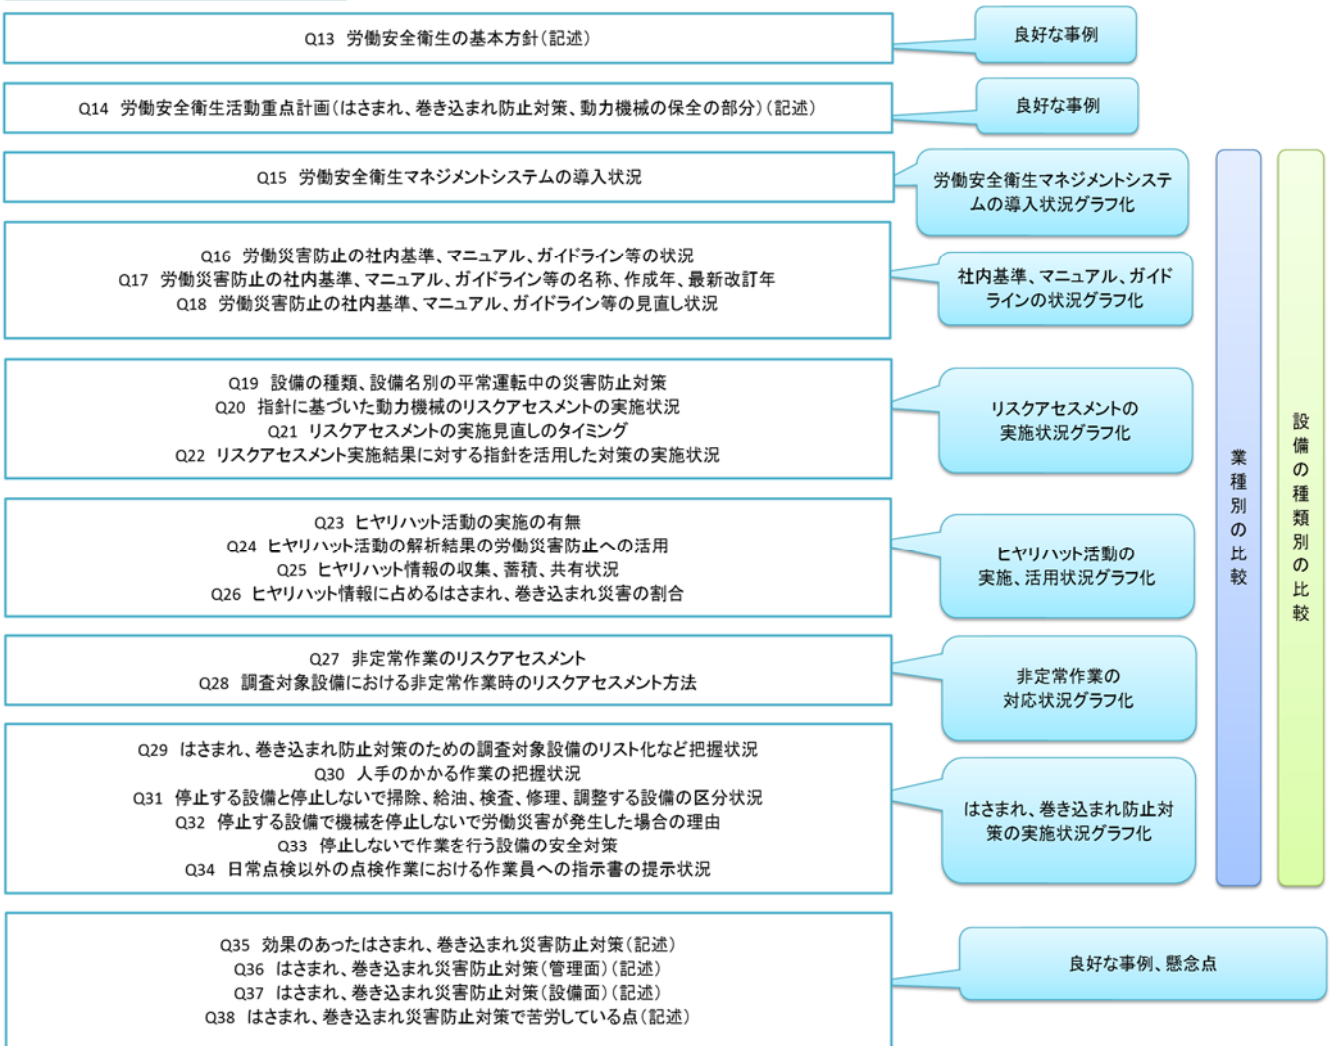 Q13 労働安全衛生の基本方針(記述)
良好な事例
Q14 労働安全衛生活動重点計画(はさまれ、巻き込まれ防止対策、動力機械の保全の部分)(記述)
良好な事例
Q15 労働安全衛生マネジメントシステムの導入状況
労働安全衛生マネジメントシステ
ムの導入状況グラフ化
Q16 労働災害防止の社内基準、マニュアル、ガイドライン等の状況
Q17 労働災害防止の社内基準、マニュアル、ガイドライン等の名称、作成年、最新改訂年
Q18 労働災害防止の社内基準、マニュアル、ガイドライン等の見直し状況
社内基準、マニュアル、ガイド
ラインの状況グラフ化
Q19 設備の種類、設備名別の平常運転中の災害防止対策
Q20 指針に基づいた動力機械のリスクアセスメントの実施状況
Q21 リスクアセスメントの実施見直しのタイミング
Q22 リスクアセスメント実施結果に対する指針を活用した対策の実施状況
リスクアセスメントの
実施状況グラフ化
Q23 ヒヤリハット活動の実施の有無
Q24 ヒヤリハット活動の解析結果の労働災害防止への活用
Q25 ヒヤリハット情報の収集、蓄積、共有状況
Q26 ヒヤリハット情報に占めるはさまれ、巻き込まれ災害の割合
ヒヤリハット活動の
実施、活用状況グラフ化
Q27 非定常作業のリスクアセスメント
Q28 調査対象設備における非定常作業時のリスクアセスメント方法
非定常作業の
対応状況グラフ化
Q29 はさまれ、巻き込まれ防止対策のための調査対象設備のリスト化など把握状況
Q30 人手のかかる作業の把握状況
Q31 停止する設備と停止しないで掃除、給油、検査、修理、調整する設備の区分状況
Q32 停止する設備で機械を停止しないで労働災害が発生した場合の理由
Q33 停止しないで作業を行う設備の安全対策
Q34 日常点検以外の点検作業における作業員への指示書の提示状況
はさまれ、巻き込まれ防止対
策の実施状況グラフ化
業種別の比較
設備の種類別の比較
Q35 効果のあったはさまれ、巻き込まれ災害防止対策(記述)
Q36 はさまれ、巻き込まれ災害防止対策(管理面)(記述)
Q37 はさまれ、巻き込まれ災害防止対策(設備面)(記述)
Q38 はさまれ、巻き込まれ災害防止対策で苦労している点(記述)
良好な事例、懸念点